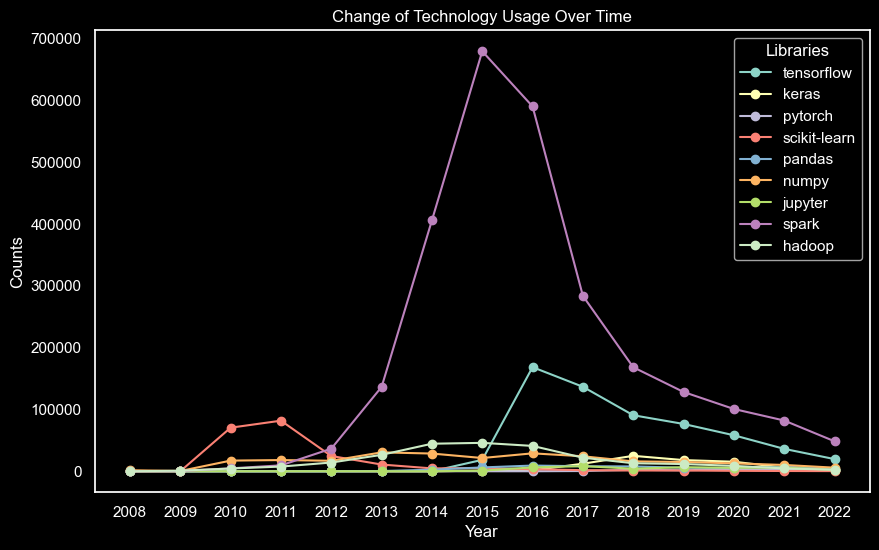 Change of Technology Usage Over Time
700000
600000
500000
400000
300000
200000
100000
0
Counts
2008 2009 2010 2011 2012 2013 2014 2015 2016 2017 2018 2019 2020 2021 2022
Year
Libraries
tensorflow
keras
pytorch
scikit-learn
pandas
numpy
jupyter
spark
hadoop